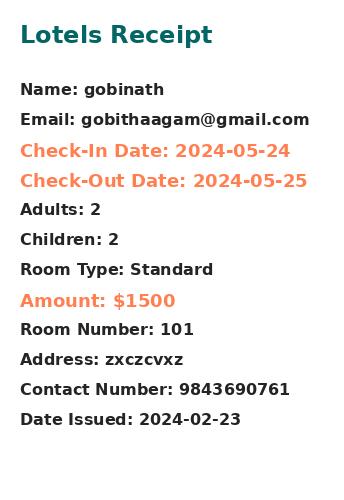 Lotels Receipt
Name: gobinath
Email: gobithaagam@gmail.com
Check-In Date: 2024-05-24
Check-Out Date: 2024-05-25
Adults: 2
Children: 2
Room Type: Standard
Amount: $1500
Room Number: 101
Address: zxczcvxz
Contact Number: 9843690761
Date Issued: 2024-02-23